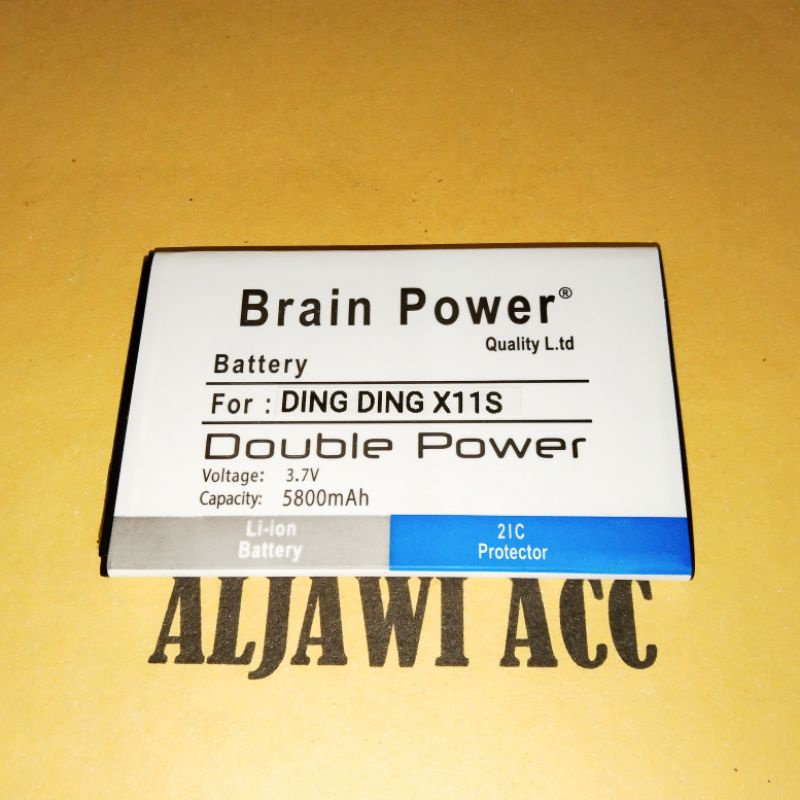 Brain Power®
Quality L.td
Battery
For : DING DING X11S
Double Power
Voltage: 3.7V
Capacity: 5800mAh
Li-ion
Battery
2IC
Protector
ALJAWI ACC